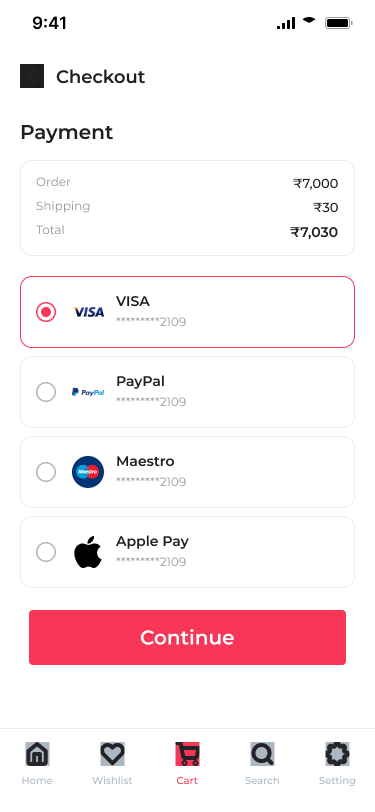 9:41
Checkout
Payment
Order ₹7,000
Shipping ₹30
Total ₹7,030
VISA VISA
*********2109
PayPal PayPal
*********2109
Maestro Maestro
*********2109
Apple Pay
*********2109
Continue
Home Wishlist Cart Search Setting